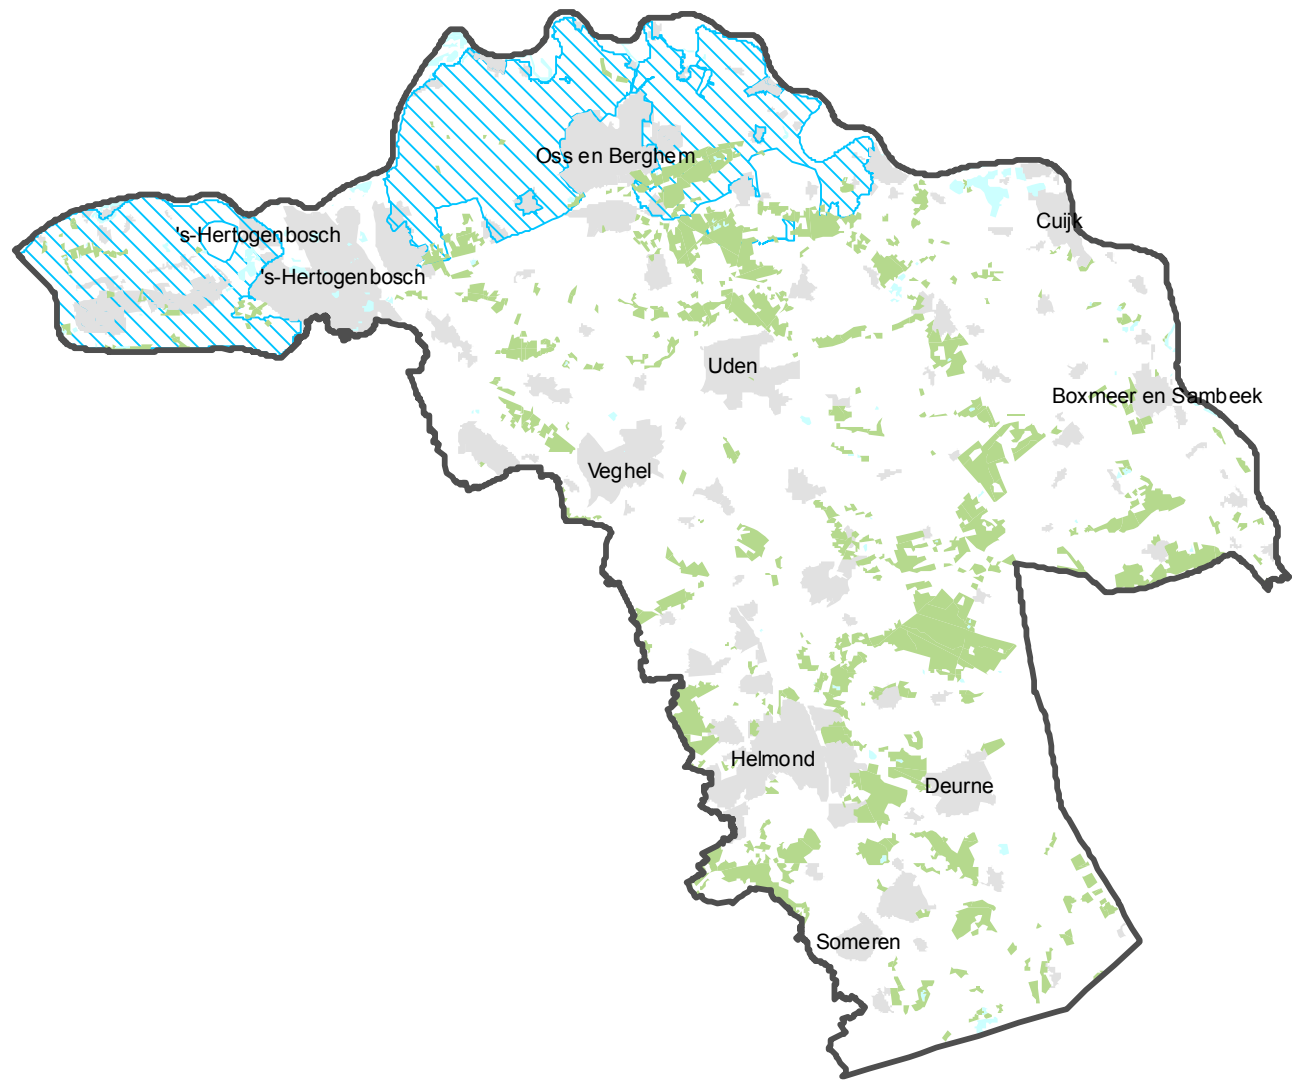 Oss en Berghem
Cuijk
's-Hertogenbosch
's-Hertogenbosch
Uden
Boxmeer en Sambeek
Veghel
Helmond
Deurne
Someren